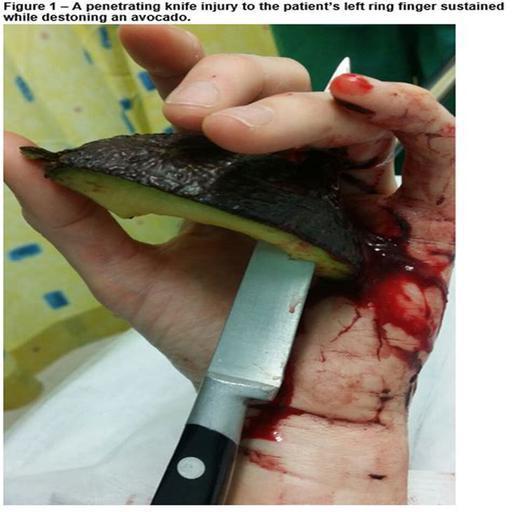 Figure 1 – A penetrating knife injury to the patient's left ring finger sustained
while destoning an avocado.